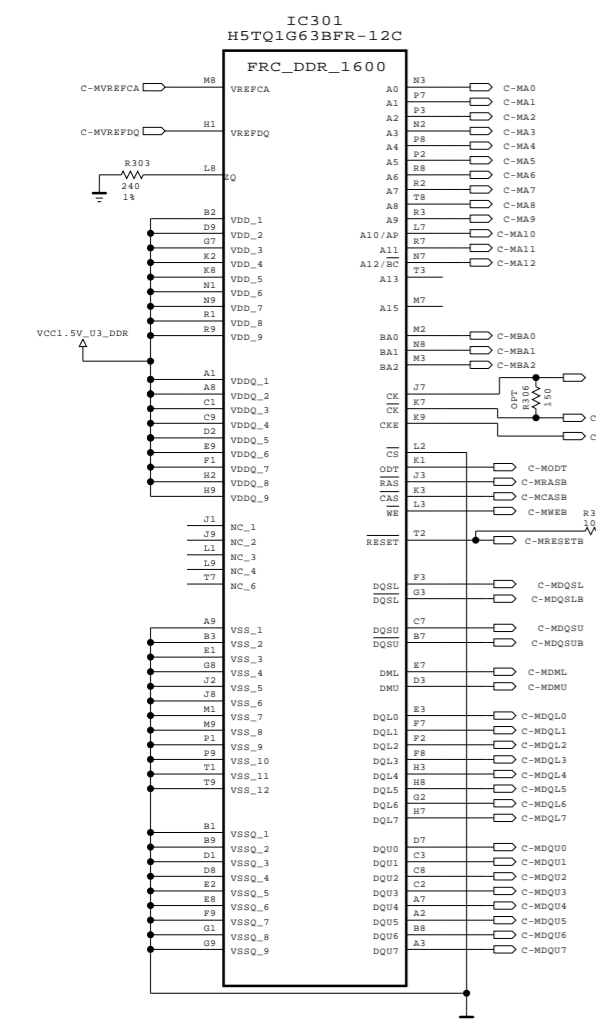 IC301
H5TQ1G63BFR-12C
FRC_DDR_1600
C-MVREFCA M8 VREFCA
C-MVREFDQ H1 VREFDQ
R303
240
1%
L8 ZQ
B2 VDD_1
D9 VDD_2
G7 VDD_3
K2 VDD_4
K8 VDD_5
N1 VDD_6
N9 VDD_7
R1 VDD_8
R9 VDD_9
VCC1.5V_U3_DDR
A1 VDDQ_1
A8 VDDQ_2
C1 VDDQ_3
C9 VDDQ_4
D2 VDDQ_5
E9 VDDQ_6
F1 VDDQ_7
H2 VDDQ_8
H9 VDDQ_9
J1 NC_1
J9 NC_2
L1 NC_3
L9 NC_4
T7 NC_6
A9 VSS_1
B3 VSS_2
E1 VSS_3
G8 VSS_4
J2 VSS_5
J8 VSS_6
M1 VSS_7
M9 VSS_8
P1 VSS_9
P9 VSS_10
T1 VSS_11
T9 VSS_12
B1 VSSQ_1
B9 VSSQ_2
D1 VSSQ_3
D8 VSSQ_4
E2 VSSQ_5
E8 VSSQ_6
F9 VSSQ_7
G1 VSSQ_8
G9 VSSQ_9
A0 N3 C-MA0
A1 P7 C-MA1
A2 P3 C-MA2
A3 N2 C-MA3
A4 P8 C-MA4
A5 P2 C-MA5
A6 R8 C-MA6
A7 R2 C-MA7
A8 T8 C-MA8
A9 R3 C-MA9
A10/AP L7 C-MA10
A11 R7 C-MA11
A12/BC N7 C-MA12
A13 T3
A15 M7
BA0 M2 C-MBA0
BA1 N8 C-MBA1
BA2 M3 C-MBA2
CK J7
CK K7 C
CKE K9 C
OPT
R306
150
CS L2
ODT K1 C-MODT
RAS J3 C-MRASB
CAS K3 C-MCASB
WE L3 C-MWEB
R3
10
RESET T2 C-MRESETB
DQSL F3 C-MDQSL
DQSL G3 C-MDQSLB
DQSU C7 C-MDQSU
DQSU B7 C-MDQSUB
DML E7 C-MDML
DMU D3 C-MDMU
DQL0 E3 C-MDQL0
DQL1 F7 C-MDQL1
DQL2 F2 C-MDQL2
DQL3 F8 C-MDQL3
DQL4 H3 C-MDQL4
DQL5 H8 C-MDQL5
DQL6 G2 C-MDQL6
DQL7 H7 C-MDQL7
DQU0 D7 C-MDQU0
DQU1 C3 C-MDQU1
DQU2 C8 C-MDQU2
DQU3 C2 C-MDQU3
DQU4 A7 C-MDQU4
DQU5 A2 C-MDQU5
DQU6 B8 C-MDQU6
DQU7 A3 C-MDQU7